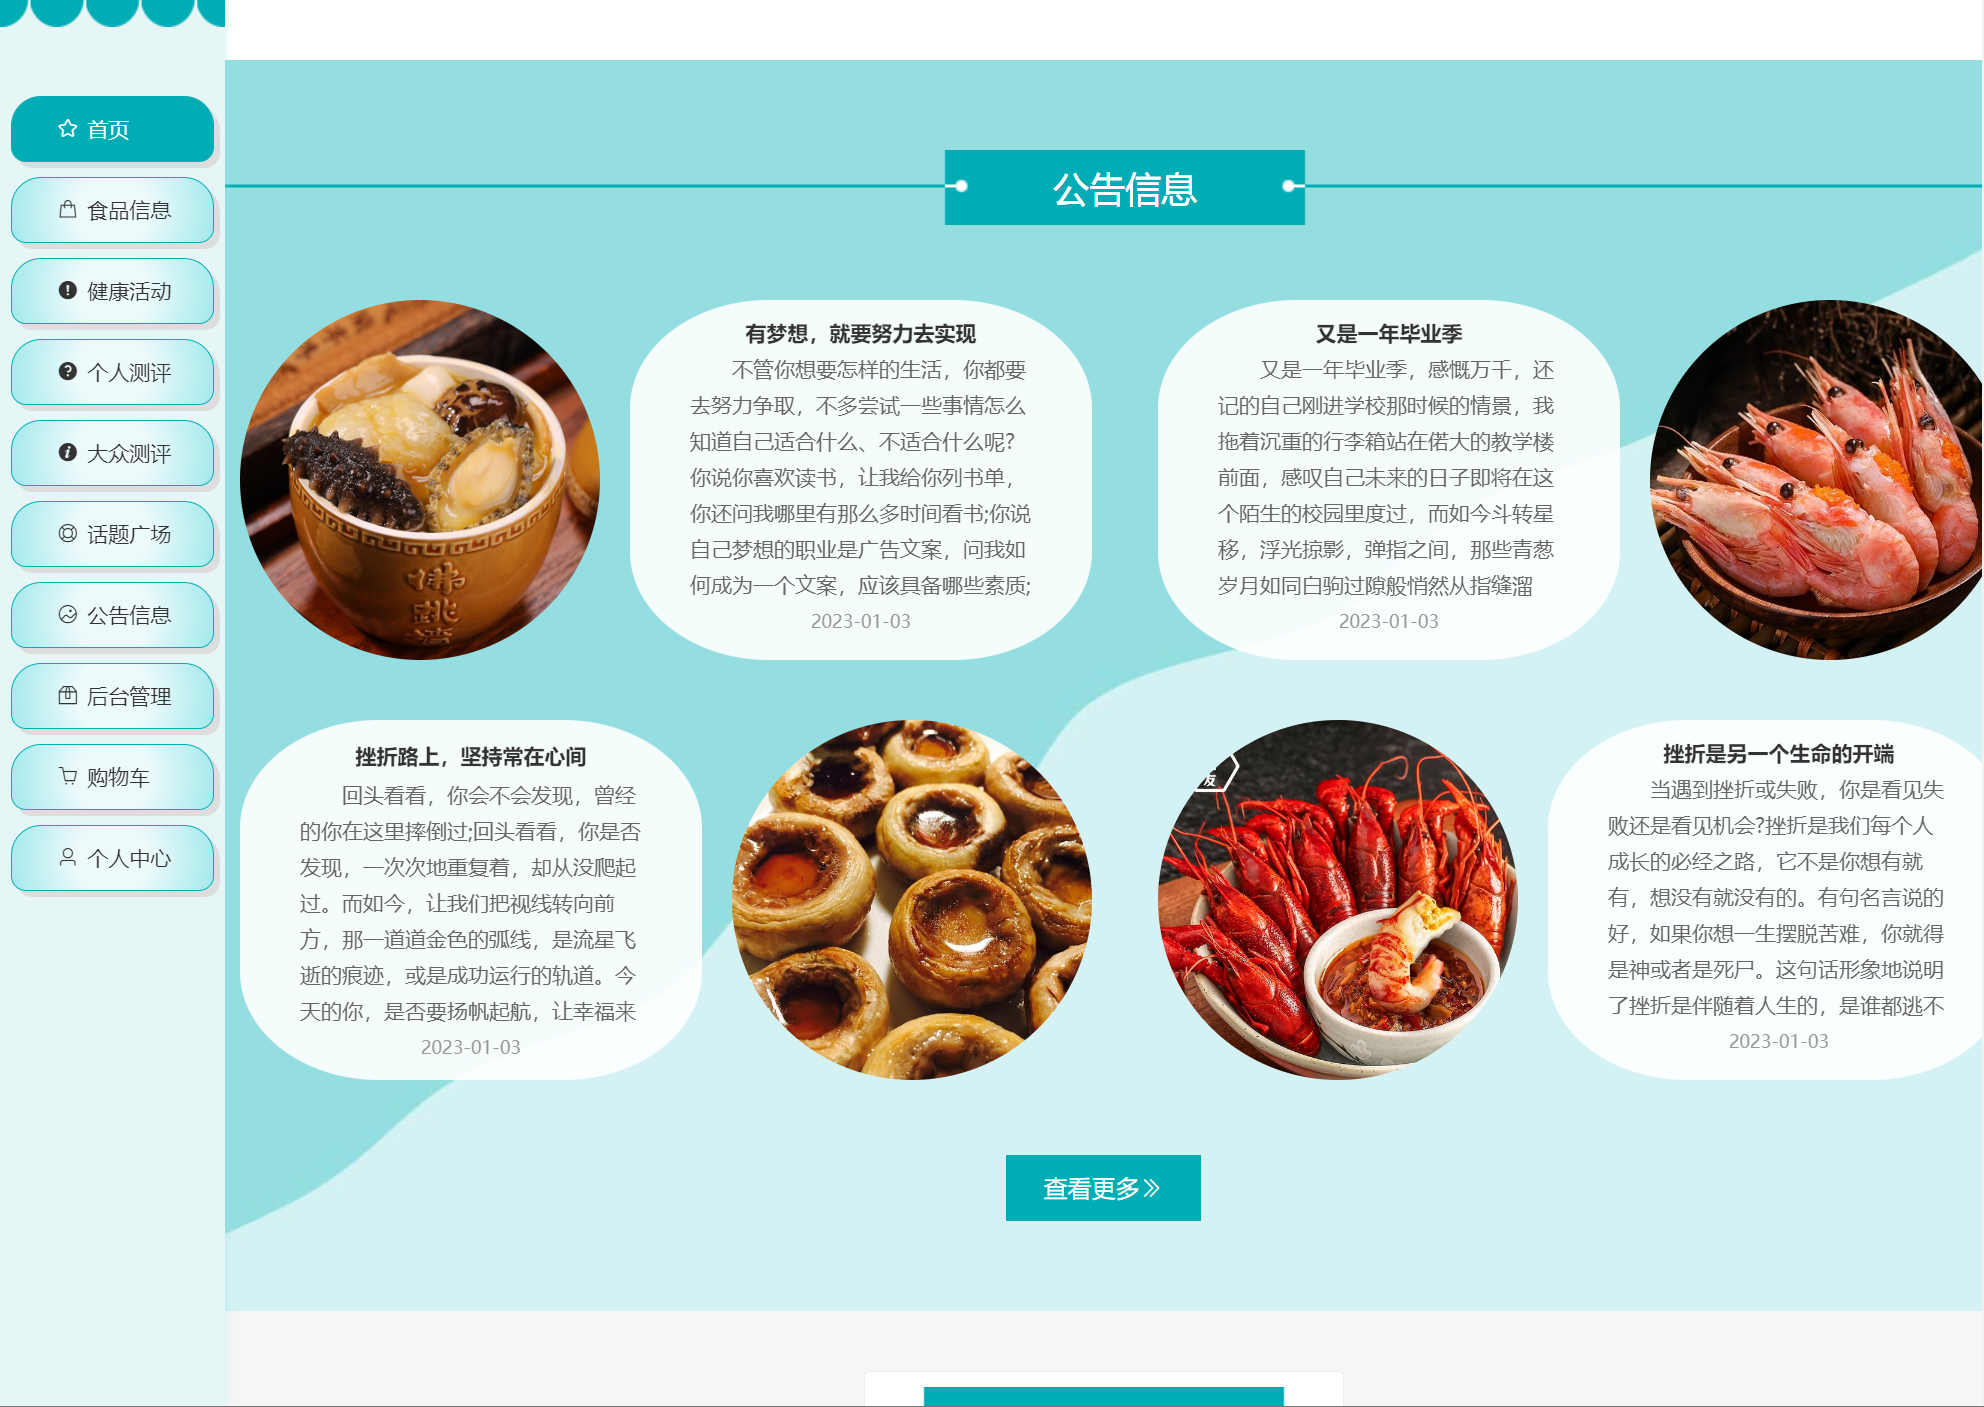 首页
食品信息
健康活动
个人测评
大众测评
话题广场
公告信息
后台管理
购物车
个人中心
公告信息
佛
跳
有梦想，就要努力去实现
不管你想要怎样的生活，你都要
去努力争取，不多尝试一些事情怎么
知道自己适合什么、不适合什么呢?
你说你喜欢读书，让我给你列书单，
你还问我哪里有那么多时间看书;你说
自己梦想的职业是广告文案，问我如
何成为一个文案，应该具备哪些素质;
2023-01-03
又是一年毕业季
又是一年毕业季，感慨万千，还
记的自己刚进学校那时候的情景，我
拖着沉重的行李箱站在偌大的教学楼
前面，感叹自己未来的日子即将在这
个陌生的校园里度过，而如今斗转星
移，浮光掠影，弹指之间，那些青葱
岁月如同白驹过隙般悄然从指缝溜
2023-01-03
挫折路上，坚持常在心间
回头看看，你会不会发现，曾经
的你在这里摔倒过;回头看看，你是否
发现，一次次地重复着，却从没爬起
过。而如今，让我们把视线转向前
方，那一道道金色的弧线，是流星飞
逝的痕迹，或是成功运行的轨道。今
天的你，是否要扬帆起航，让幸福来
2023-01-03
友
挫折是另一个生命的开端
当遇到挫折或失败，你是看见失
败还是看见机会?挫折是我们每个人
成长的必经之路，它不是你想有就
有，想没有就没有的。有句名言说的
好，如果你想一生摆脱苦难，你就得
是神或者是死尸。这句话形象地说明
了挫折是伴随着人生的，是谁都逃不
2023-01-03
查看更多